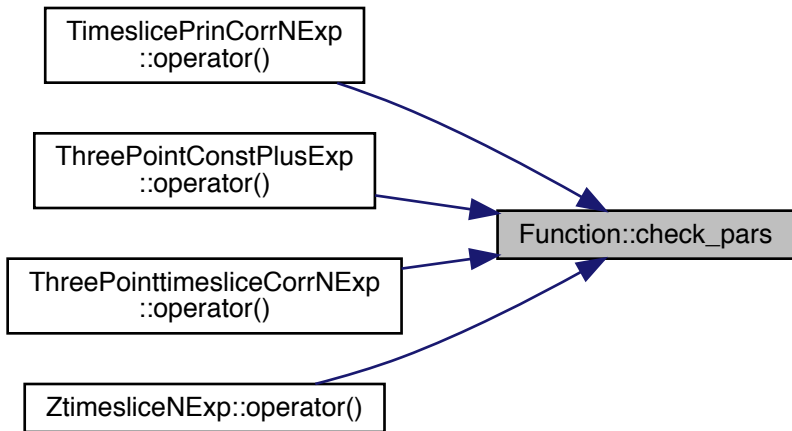 TimeslicePrinCorrNExp
::operator()
ThreePointConstPlusExp
::operator()
Function::check_pars
ThreePointtimesliceCorrNExp
::operator()
ZtimesliceNExp::operator()